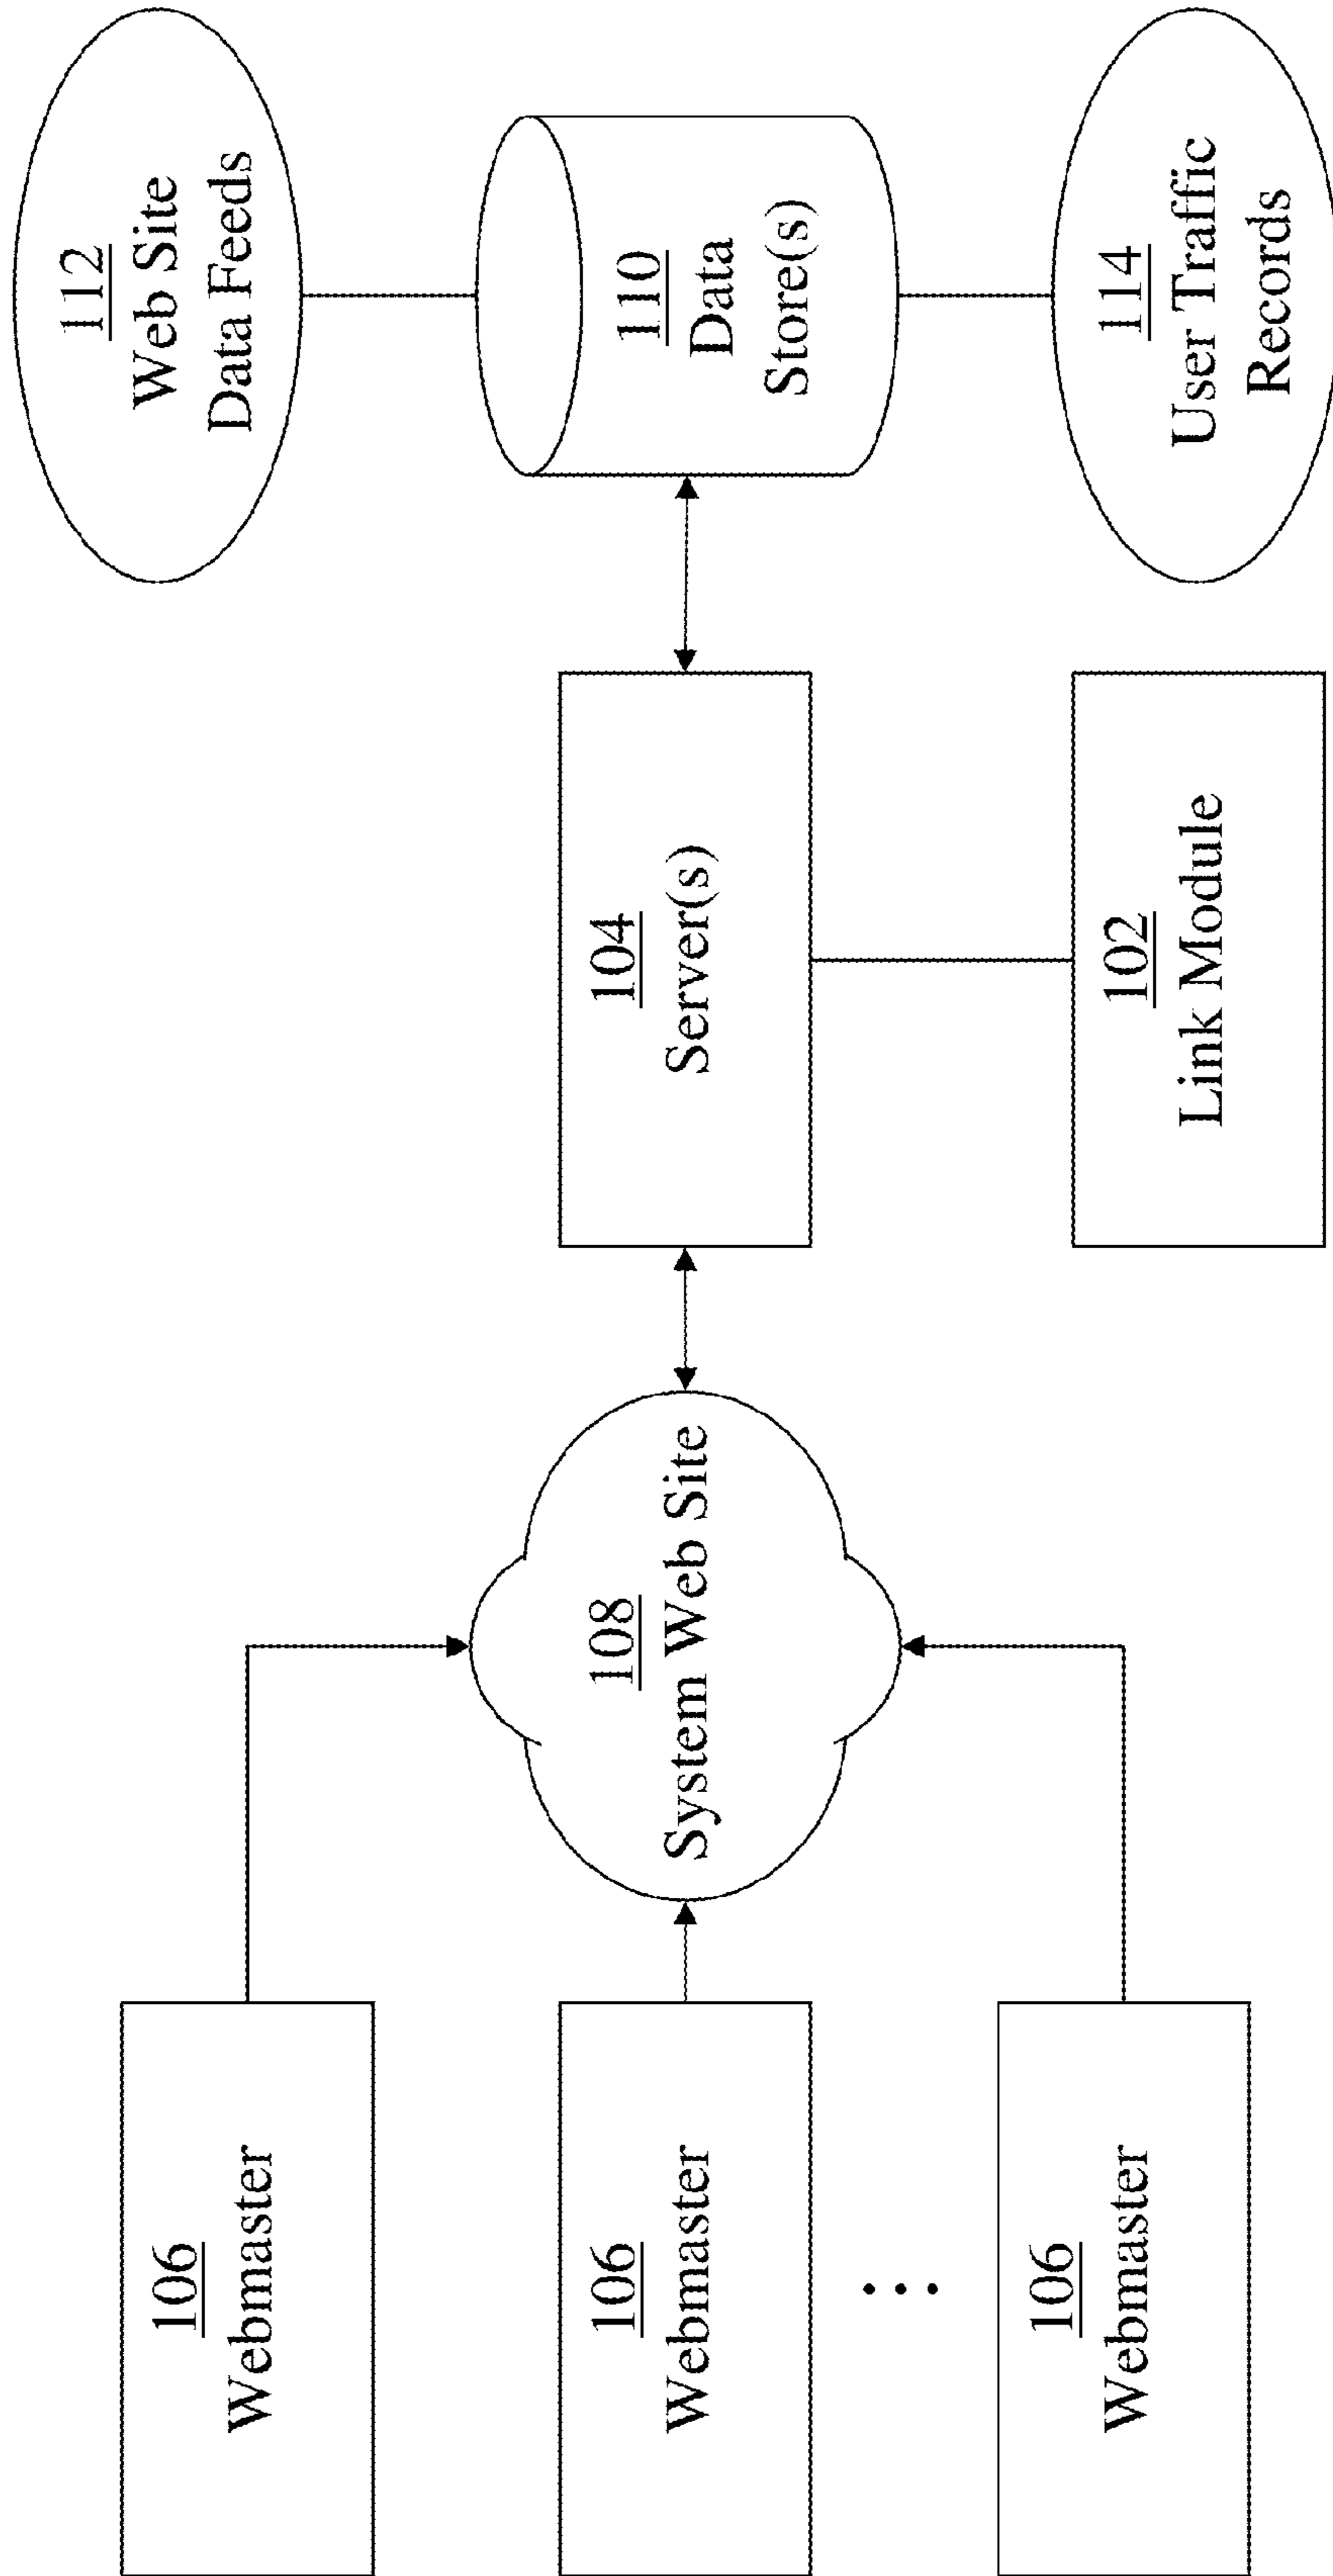 106
Webmaster
106
Webmaster
...
106
Webmaster
108
System Web Site
104
Server(s)
102
Link Module
112
Web Site
Data Feeds
110
Data
Store(s)
114
User Traffic
Records